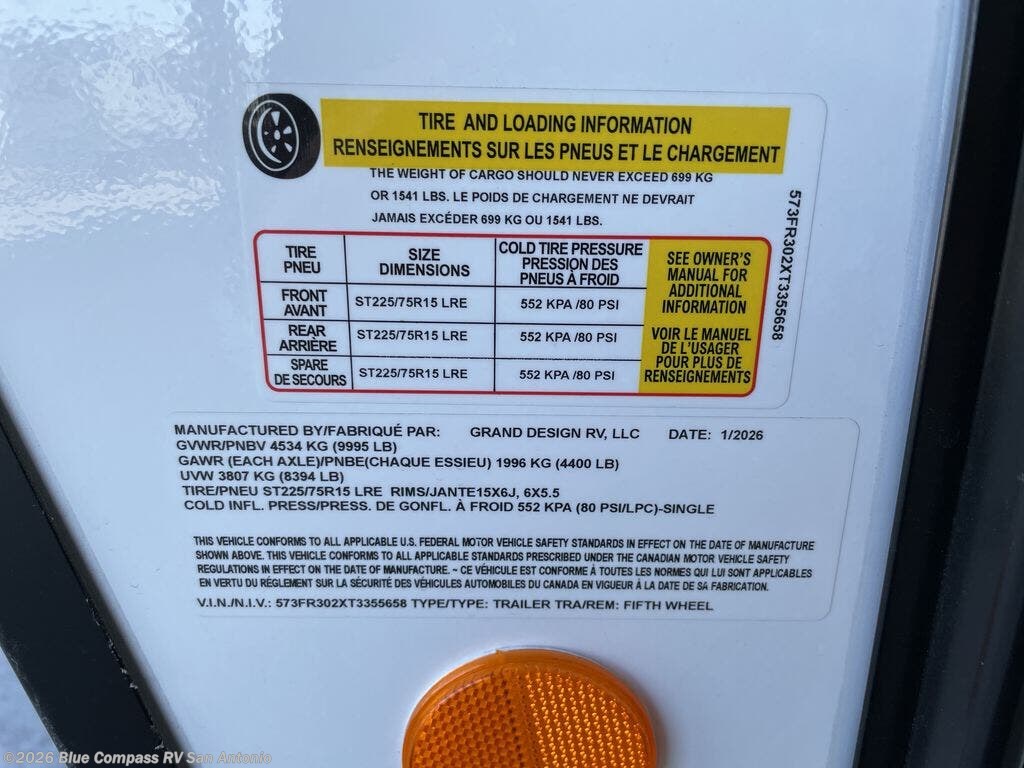 TIRE AND LOADING INFORMATION
RENSEIGNEMENTS SUR LES PNEUS ET LE CHARGEMENT
THE WEIGHT OF CARGO SHOULD NEVER EXCEED 699 KG
OR 1541 LBS. LE POIDS DE CHARGEMENT NE DEVRAIT
JAMAIS EXCÉDER 699 KG OU 1541 LBS.
573FR302XT3355658
TIRE
PNEU
SIZE
DIMENSIONS
COLD TIRE PRESSURE
PRESSION DES
PNEUS À FROID
FRONT
AVANT
ST225/75R15 LRE
552 KPA /80 PSI
REAR
ARRIÈRE
ST225/75R15 LRE
552 KPA /80 PSI
SPARE
DE SECOURS
ST225/75R15 LRE
552 KPA /80 PSI
SEE OWNER'S
MANUAL FOR
ADDITIONAL
INFORMATION
VOIR LE MANUEL
DE L'USAGER
POUR PLUS DE
RENSEIGNEMENTS
MANUFACTURED BY/FABRIQUÉ PAR: GRAND DESIGN RV, LLC DATE: 1/2026
GVWR/PNBV 4534 KG (9995 LB)
GAWR (EACH AXLE)/PNBE(CHAQUE ESSIEU) 1996 KG (4400 LB)
UVW 3807 KG (8394 LB)
TIRE/PNEU ST225/75R15 LRE RIMS/JANTE15X6J, 6X5.5
COLD INFL. PRESS/PRESS. DE GONFL. À FROID 552 KPA (80 PSI/LPC)-SINGLE
THIS VEHICLE CONFORMS TO ALL APPLICABLE U.S. FEDERAL MOTOR VEHICLE SAFETY STANDARDS IN EFFECT ON THE DATE OF MANUFACTURE
SHOWN ABOVE. THIS VEHICLE CONFORMS TO ALL APPLICABLE STANDARDS PRESCRIBED UNDER THE CANADIAN MOTOR VEHICLE SAFETY
REGULATIONS IN EFFECT ON THE DATE OF MANUFACTURE. ~ CE VÉHICULE EST CONFORME À TOUTES LES NORMES QUI LUI SONT APPLICABLES
EN VERTU DU RÉGLEMENT SUR LA SÉCURITÉ DES VÉHICULES AUTOMOBILES DU CANADA EN VIGUEUR À LA DATE DE SA FABRICATION.
V.I.N./N.I.V.: 573FR302XT3355658 TYPE/TYPE: TRAILER TRA/REM: FIFTH WHEEL
©2026 Blue Compass RV San Antonio